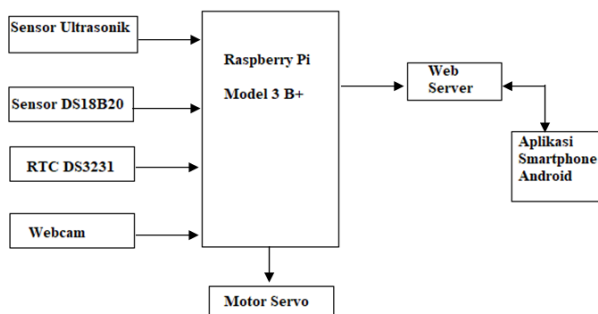 Sensor Ultrasonik
Sensor DS18B20
RTC DS3231
Webcam
Raspberry Pi
Model 3 B+
Motor Servo
Web
Server
Aplikasi
Smartphone
Android